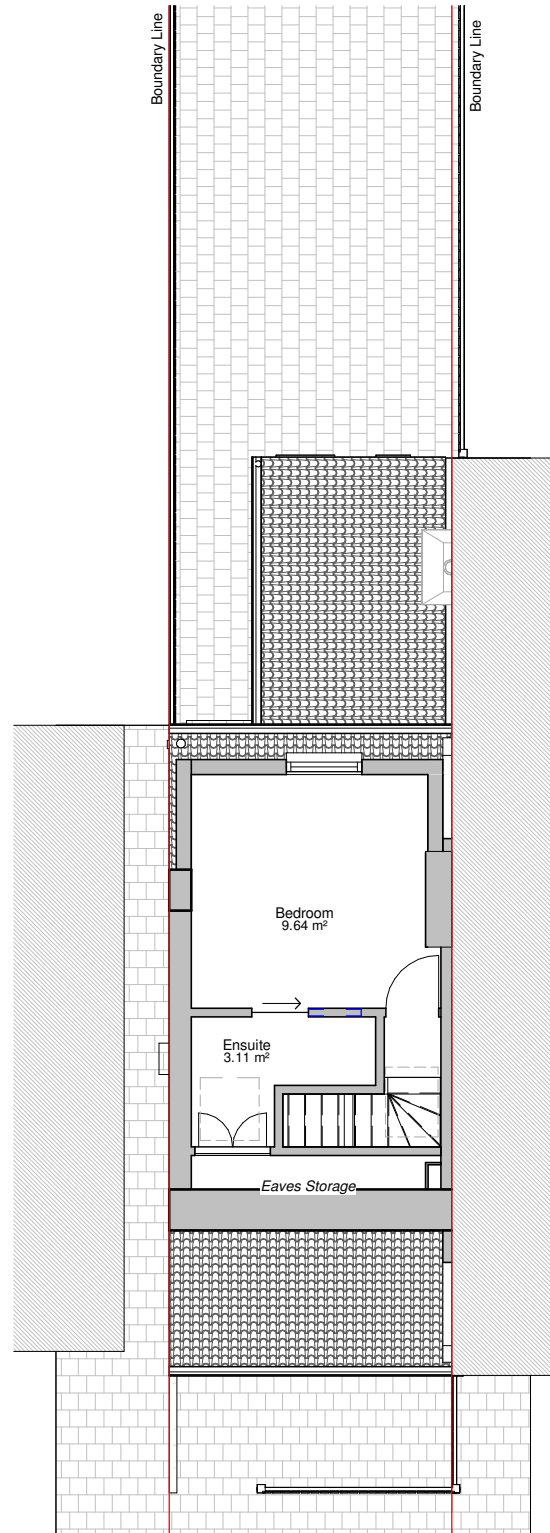 Boundary Line
Boundary Line
Bedroom
9.64 m²
Ensuite
3.11 m²
Eaves Storage